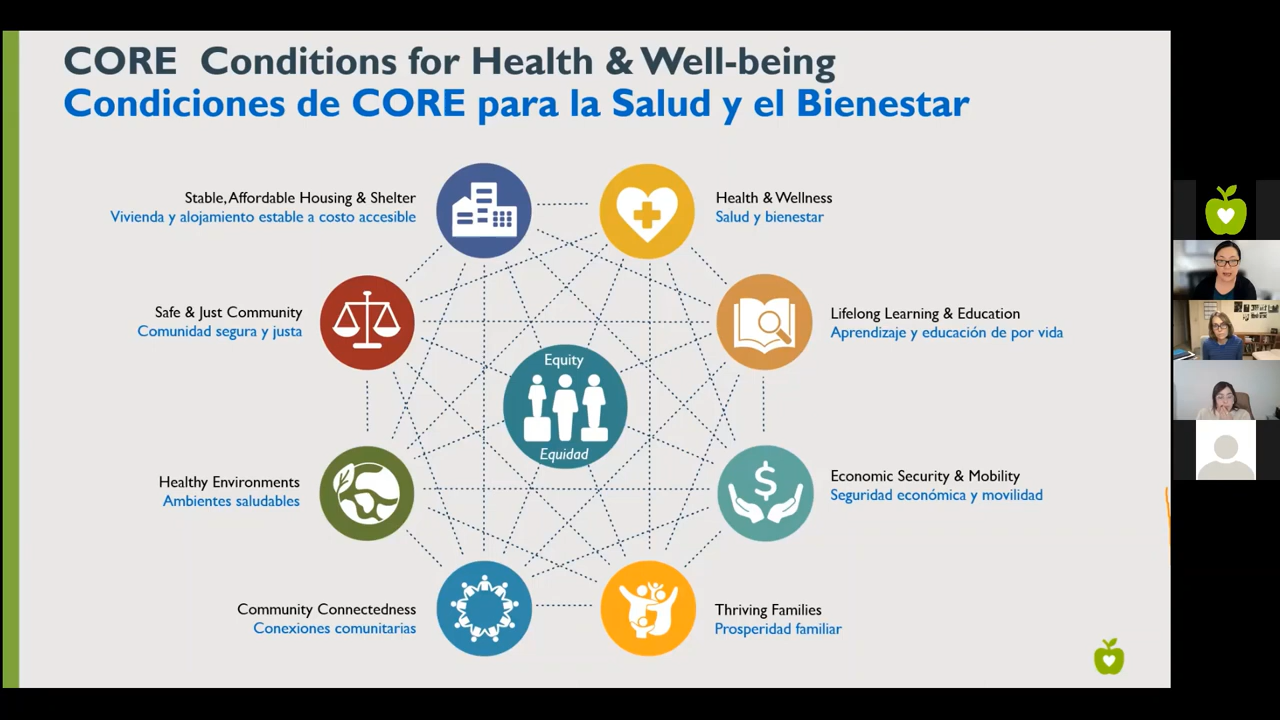 CORE Conditions for Health & Well-being
Condiciones de CORE para la Salud y el Bienestar
Stable, Affordable Housing & Shelter
Vivienda y alojamiento estable a costo accesible
Health & Wellness
Salud y bienestar
Safe & Just Community
Comunidad segura y justa
Lifelong Learning & Education
Aprendizaje y educación de por vida
Equity
Equidad
Healthy Environments
Ambientes saludables
Economic Security & Mobility
Seguridad económica y movilidad
Community Connectedness
Conexiones comunitarias
Thriving Families
Prosperidad familiar